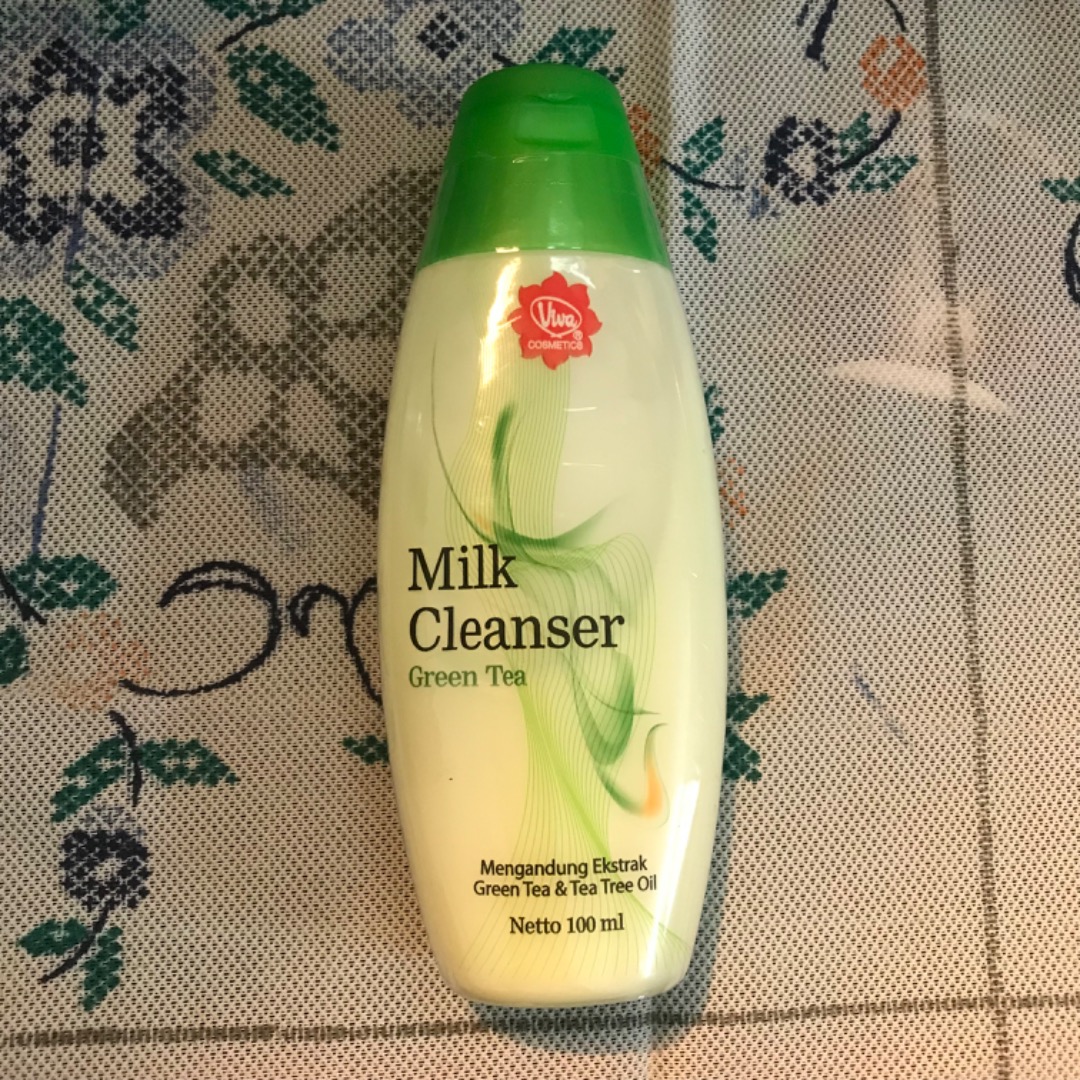 Viva®
COSMETICS
Milk
Cleanser
Green Tea
Mengandung Ekstrak
Green Tea & Tea Tree Oil
Netto 100 ml